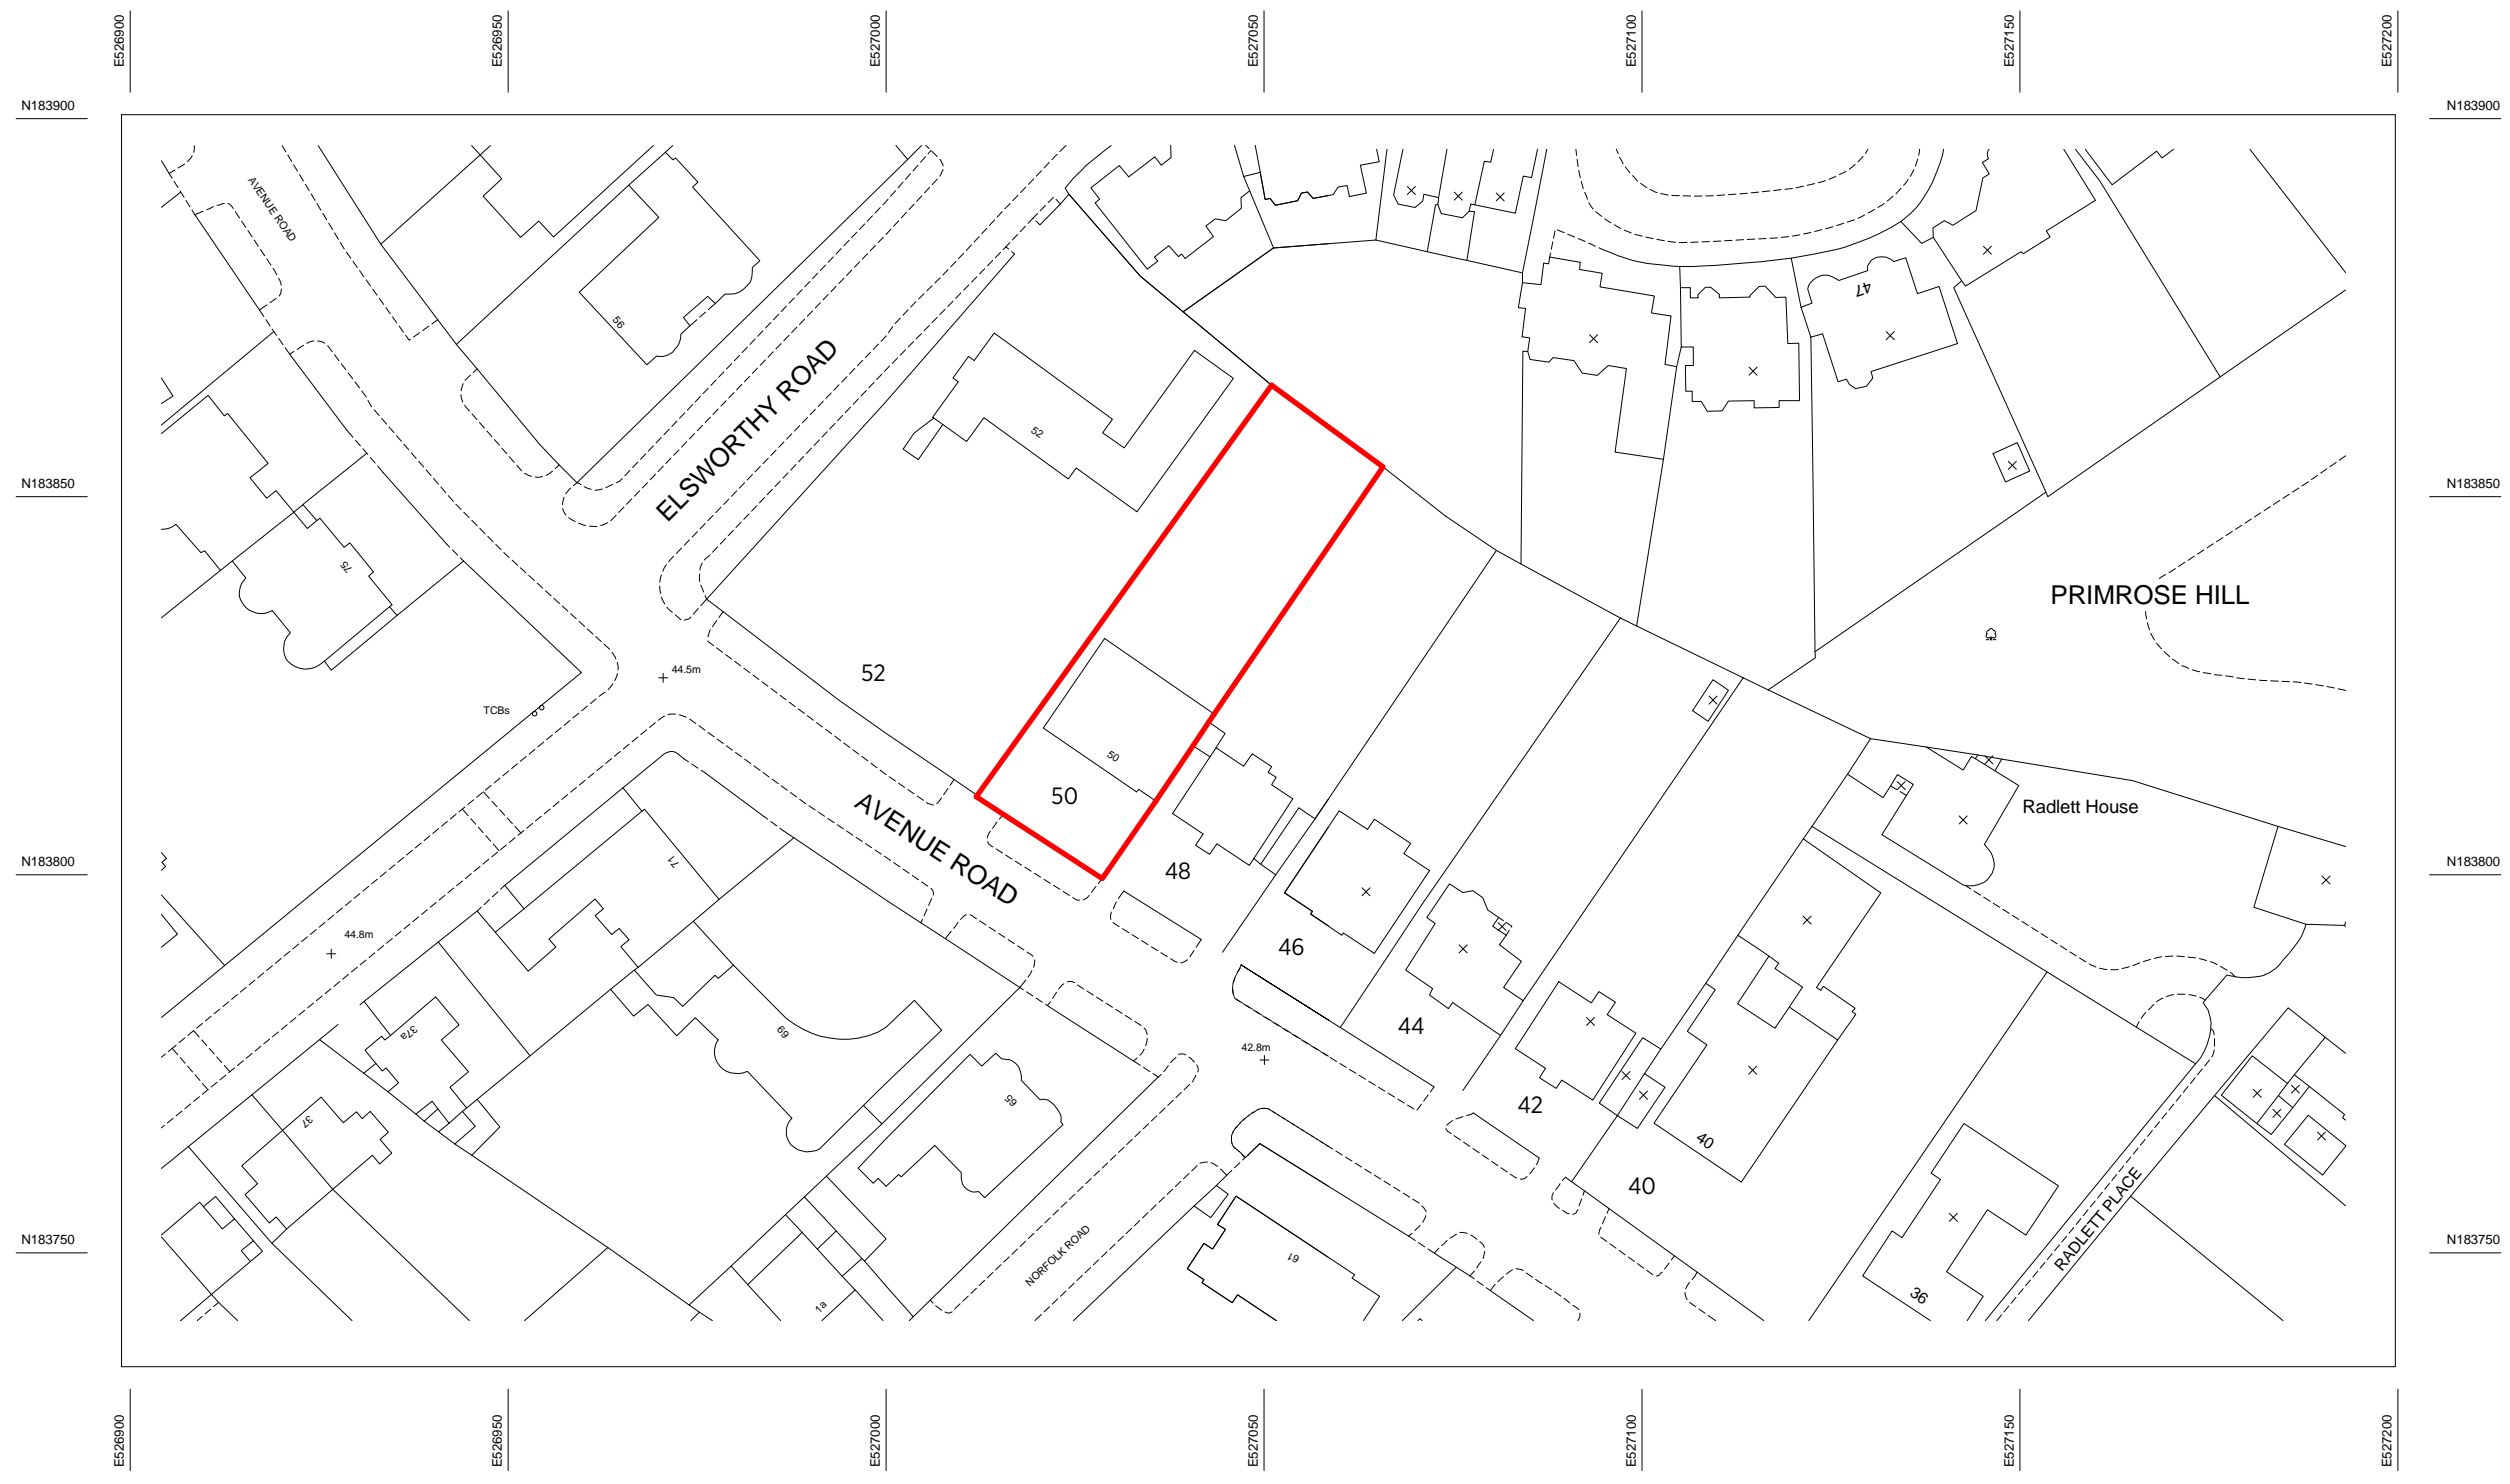 E526900
E526950
E527000
E527050
E527100
E527150
E527200
N183900
N183900
AVENUE ROAD
47
56
ELSWORTHY ROAD
52
N183850
N183850
75
PRIMROSE HILL
52
44.5m
TCBs
50
50
Radlett House
AVENUE ROAD
71
N183800
48
N183800
44.8m
46
37a
69
44
42.8m
65
42
37
40
40
61
NORFOLK ROAD
RADLETT PLACE
N183750
N183750
1a
36
E526900
E526950
E527000
E527050
E527100
E527150
E527200